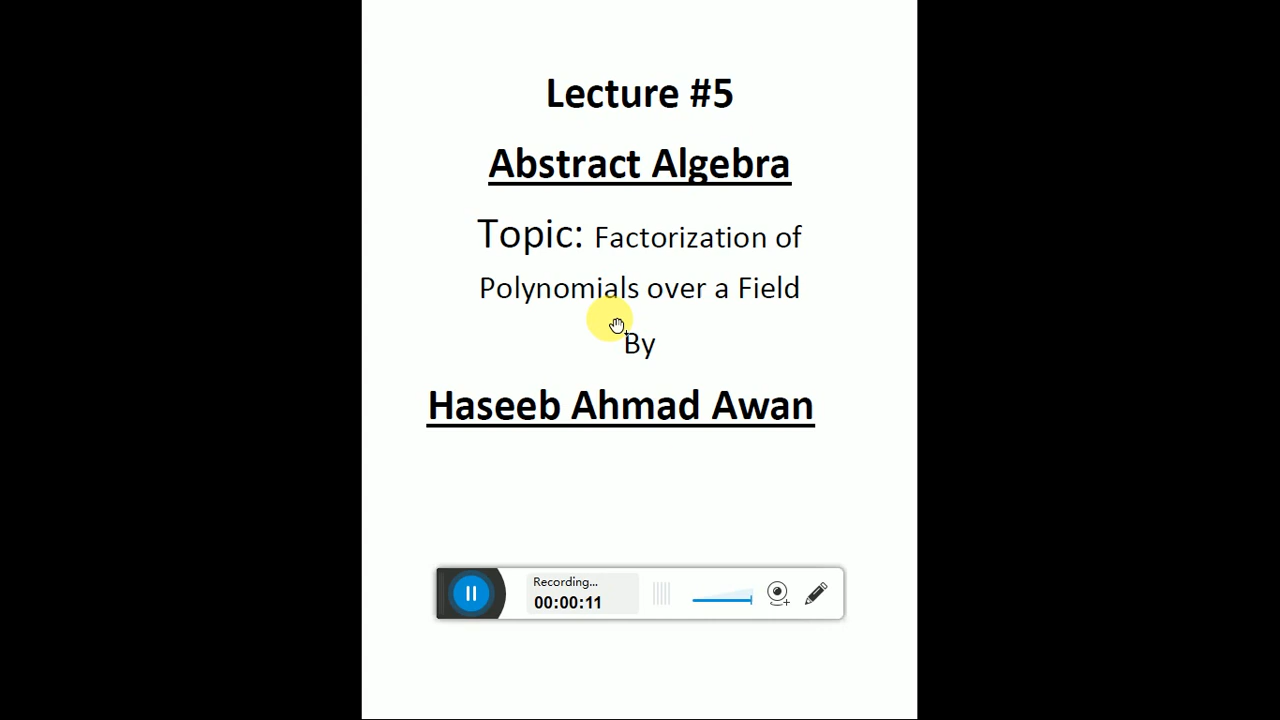 Lecture #5
Abstract Algebra
Topic: Factorization of
Polynomials over a Field
By
Haseeb Ahmad Awan
Recording...
00:00:11